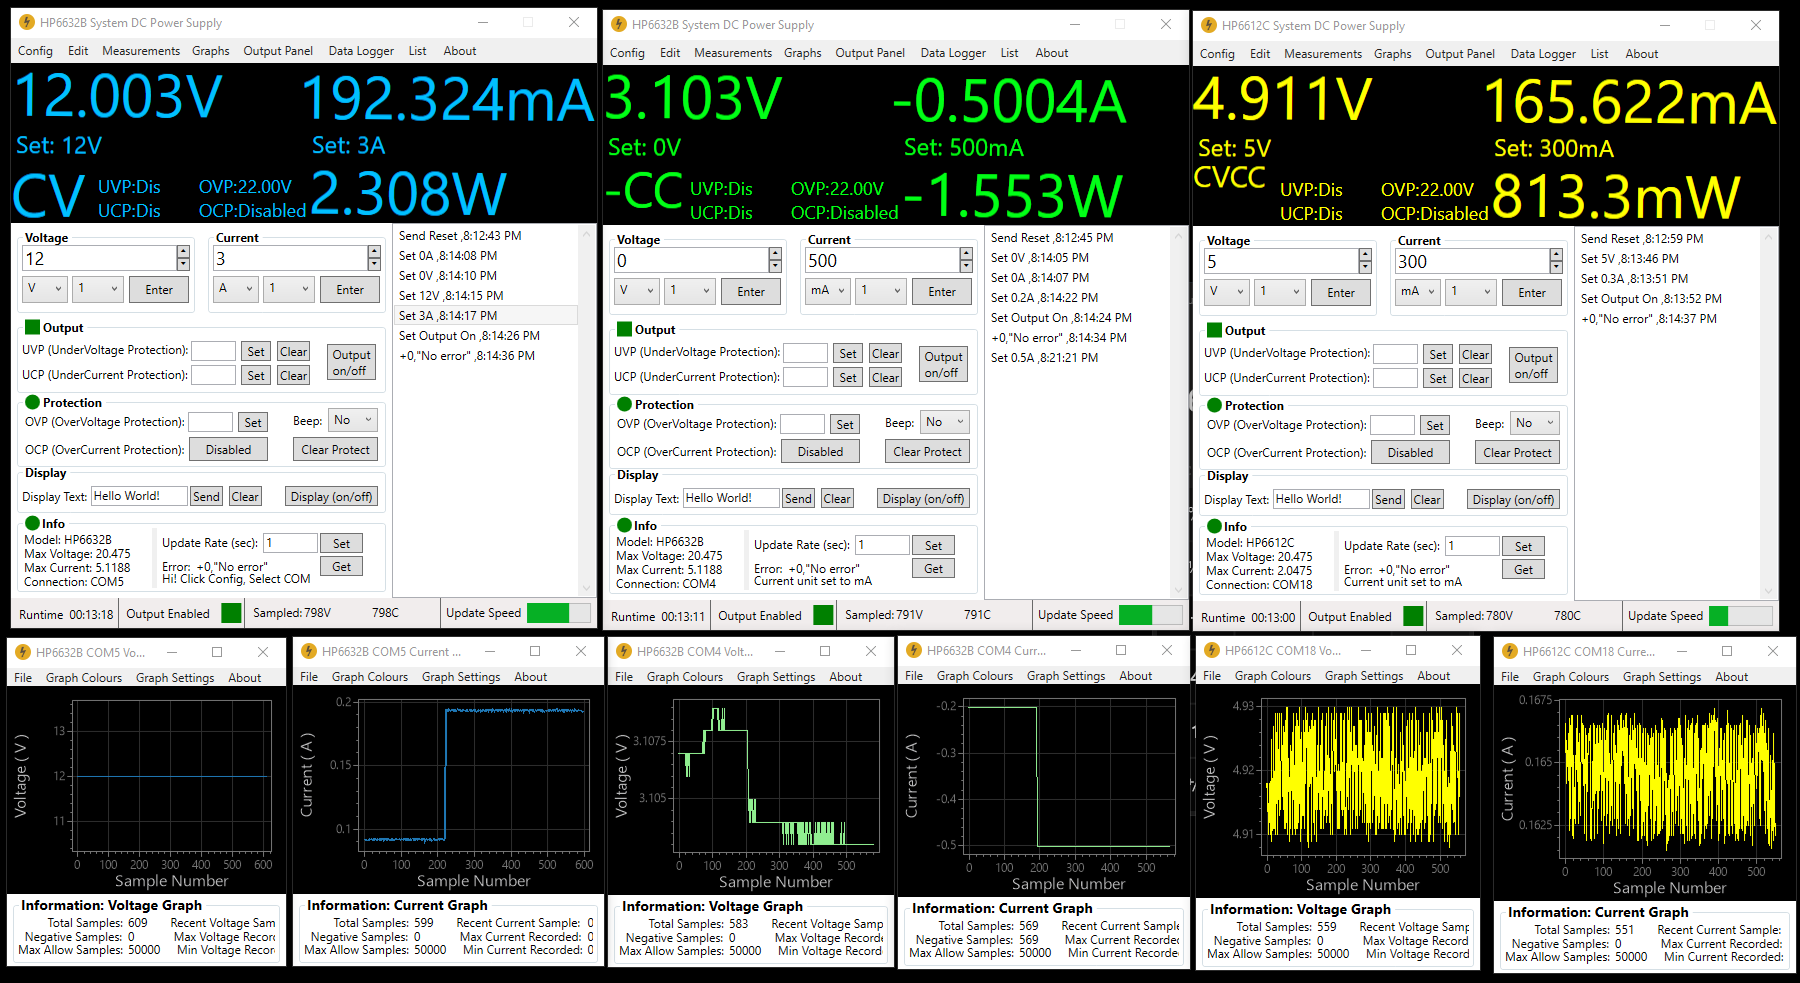 HP6632B System DC Power Supply
Config Edit Measurements Graphs Output Panel Data Logger List About
12.003V 192.324mA
Set: 12V Set: 3A
CV UVP:Dis OVP:22.00V 2.308W
UCP:Dis OCP:Disabled
Voltage Current
12 3
V 1 Enter A 1 Enter
Output
UVP (UnderVoltage Protection): Set Clear
UCP (UnderCurrent Protection): Set Clear
Output on/off
Protection
OVP (OverVoltage Protection): Set Beep: No
OCP (OverCurrent Protection): Disabled Clear Protect
Display
Display Text: Hello World! Send Clear Display (on/off)
Info
Model: HP6632B
Max Voltage: 20.475
Max Current: 5.1188
Connection: COM5
Update Rate (sec): 1 Set
Error: +0,"No error" Get
Hi! Click Config, Select COM
Send Reset ,8:12:43 PM
Set 0A ,8:14:08 PM
Set 0V ,8:14:10 PM
Set 12V ,8:14:15 PM
Set 3A ,8:14:17 PM
Set Output On ,8:14:26 PM
+0,"No error" ,8:14:36 PM
Runtime 00:13:18 Output Enabled Sampled: 798V 798C Update Speed
HP6632B System DC Power Supply
Config Edit Measurements Graphs Output Panel Data Logger List About
3.103V -0.5004A
Set: 0V Set: 500mA
-CC UVP:Dis OVP:22.00V -1.553W
UCP:Dis OCP:Disabled
Voltage Current
0 500
V 1 Enter mA 1 Enter
Output
UVP (UnderVoltage Protection): Set Clear
UCP (UnderCurrent Protection): Set Clear
Output on/off
Protection
OVP (OverVoltage Protection): Set Beep: No
OCP (OverCurrent Protection): Disabled Clear Protect
Display
Display Text: Hello World! Send Clear Display (on/off)
Info
Model: HP6632B
Max Voltage: 20.475
Max Current: 5.1188
Connection: COM4
Update Rate (sec): 1 Set
Error: +0,"No error" Get
Current unit set to mA
Send Reset ,8:12:45 PM
Set 0V ,8:14:05 PM
Set 0A ,8:14:07 PM
Set 0.2A ,8:14:22 PM
Set Output On ,8:14:24 PM
+0,"No error" ,8:14:34 PM
Set 0.5A ,8:21:21 PM
Runtime 00:13:11 Output Enabled Sampled: 791V 791C Update Speed
HP6612C System DC Power Supply
Config Edit Measurements Graphs Output Panel Data Logger List About
4.911V 165.622mA
Set: 5V Set: 300mA
CVCC UVP:Dis OVP:22.00V 813.3mW
UCP:Dis OCP:Disabled
Voltage Current
5 300
V 1 Enter mA 1 Enter
Output
UVP (UnderVoltage Protection): Set Clear
UCP (UnderCurrent Protection): Set Clear
Output on/off
Protection
OVP (OverVoltage Protection): Set Beep: No
OCP (OverCurrent Protection): Disabled Clear Protect
Display
Display Text: Hello World! Send Clear Display (on/off)
Info
Model: HP6612C
Max Voltage: 20.475
Max Current: 2.0475
Connection: COM18
Update Rate (sec): 1 Set
Error: +0,"No error" Get
Current unit set to mA
Send Reset ,8:12:59 PM
Set 5V ,8:13:46 PM
Set 0.3A ,8:13:51 PM
Set Output On ,8:13:52 PM
+0,"No error" ,8:14:37 PM
Runtime 00:13:00 Output Enabled Sampled: 780V 780C Update Speed
HP6632B COM5 Vo...
File Graph Colours Graph Settings About
Voltage ( V )
13
12
11
0 100 200 300 400 500 600
Sample Number
Information: Voltage Graph
Total Samples: 609 Recent Voltage Sam
Negative Samples: 0 Max Voltage Recor
Max Allow Samples: 50000 Min Voltage Recor
HP6632B COM5 Current ...
File Graph Colours Graph Settings About
Current ( A )
0.2
0.15
0.1
0 100 200 300 400 500 600
Sample Number
Information: Current Graph
Total Samples: 599 Recent Current Sample: 0
Negative Samples: 0 Max Current Recorded: 0
Max Allow Samples: 50000 Min Current Recorded: 0
HP6632B COM4 Volt...
File Graph Colours Graph Settings About
Voltage ( V )
3.1075
3.105
0 100 200 300 400 500
Sample Number
Information: Voltage Graph
Total Samples: 583 Recent Voltage Samp
Negative Samples: 0 Max Voltage Recorde
Max Allow Samples: 50000 Min Voltage Recorde
HP6632B COM4 Curr...
File Graph Colours Graph Settings About
Current ( A )
-0.2
-0.3
-0.4
-0.5
0 100 200 300 400 500
Sample Number
Information: Current Graph
Total Samples: 569 Recent Current Sample
Negative Samples: 569 Max Current Recorded
Max Allow Samples: 50000 Min Current Recorded
HP6612C COM18 Vo...
File Graph Colours Graph Settings About
Voltage ( V )
4.93
4.92
4.91
0 100 200 300 400 500
Sample Number
Information: Voltage Graph
Total Samples: 559 Recent Voltage Samp
Negative Samples: 0 Max Voltage Record
Max Allow Samples: 50000 Min Voltage Record
HP6612C COM18 Curre...
File Graph Colours Graph Settings About
Current ( A )
0.1675
0.165
0.1625
0 100 200 300 400 500
Sample Number
Information: Current Graph
Total Samples: 551 Recent Current Sample:
Negative Samples: 0 Max Current Recorded:
Max Allow Samples: 50000 Min Current Recorded: